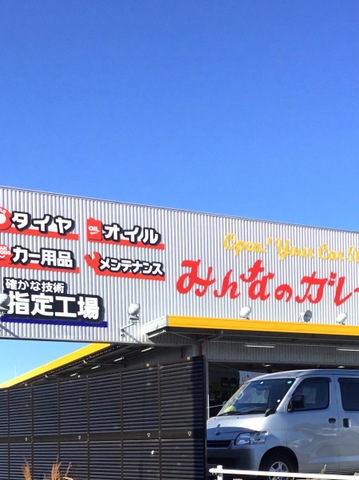 タイヤ
オイル
カー用品
メンテナンス
確かな技術
指定工場
Open! Your Car
みんなのガレ